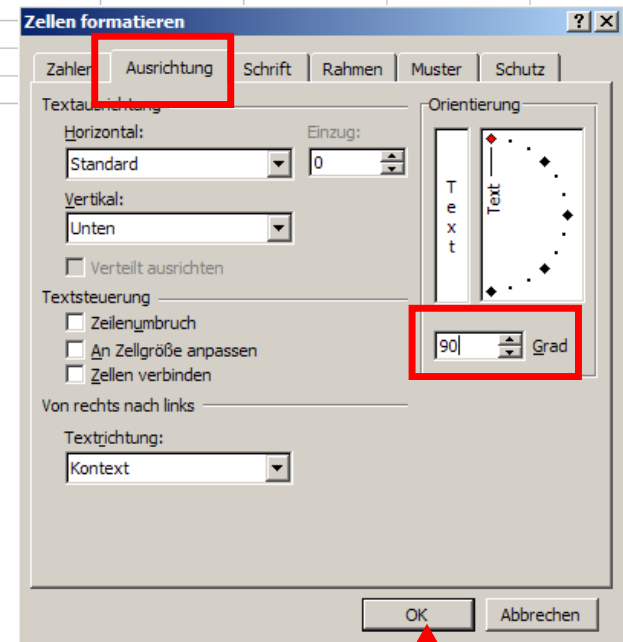 Zellen formatieren
Zahlen Ausrichtung Schrift Rahmen Muster Schutz
Textausrichtung
Horizontal: Einzug:
Standard 0
Vertikal:
Unten
Verteilt ausrichten
Textsteuerung
Zeilenumbruch
An Zellgröße anpassen
Zellen verbinden
Von rechts nach links
Textrichtung:
Kontext
Orientierung
Text
Text
90 Grad
OK Abbrechen